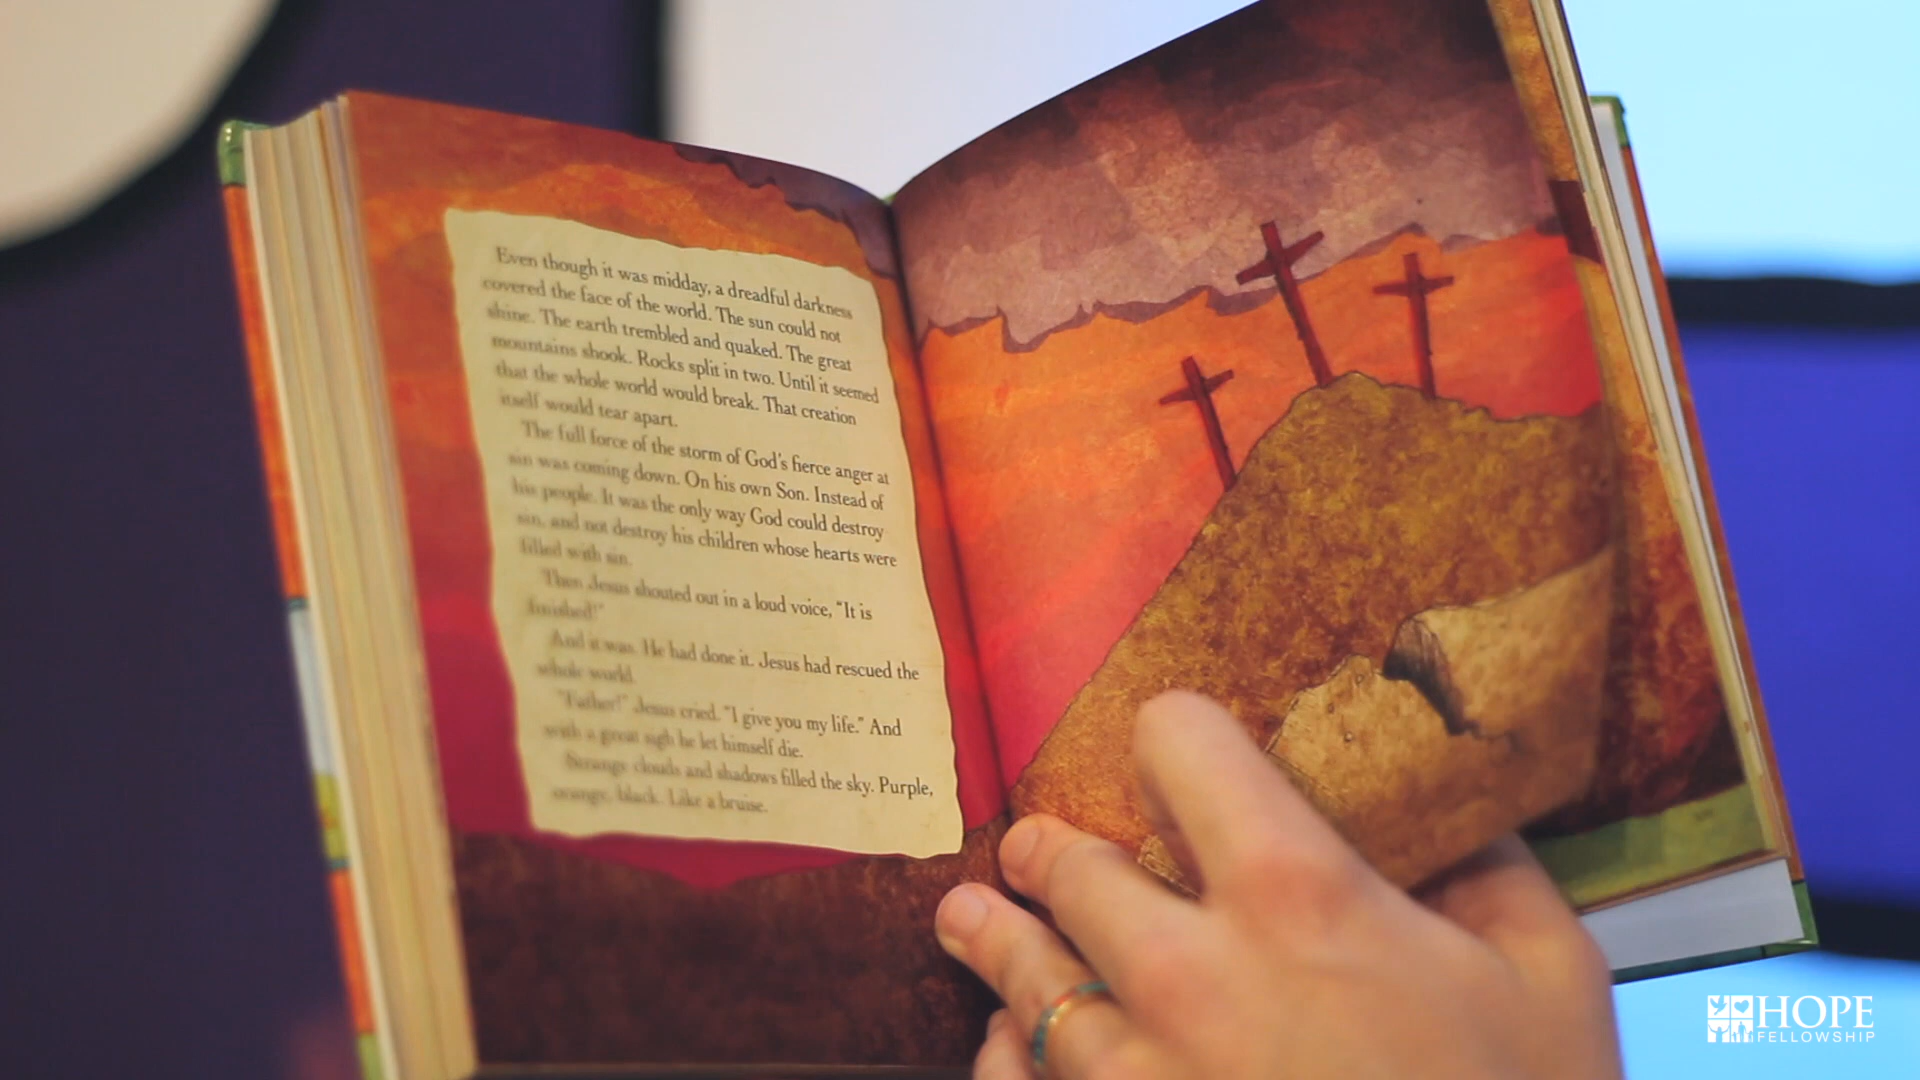 Even though it was midday, a dreadful darkness
covered the face of the world. The sun could not
shine. The earth trembled and quaked. The great
mountains shook. Rocks split in two. Until it seemed
that the whole world would break. That creation
itself would tear apart.
The full force of the storm of God's fierce anger at
sin was coming down. On his own Son. Instead of
his people. It was the only way God could destroy
sin, and not destroy his children whose hearts were
filled with sin.
Then Jesus shouted out in a loud voice, "It is
finished!"
And it was. He had done it. Jesus had rescued the
whole world.
"Father!" Jesus cried. "I give you my life." And
with a great sigh he let himself die.
Strange clouds and shadows filled the sky. Purple,
orange, black. Like a bruise.
HOPE
FELLOWSHIP